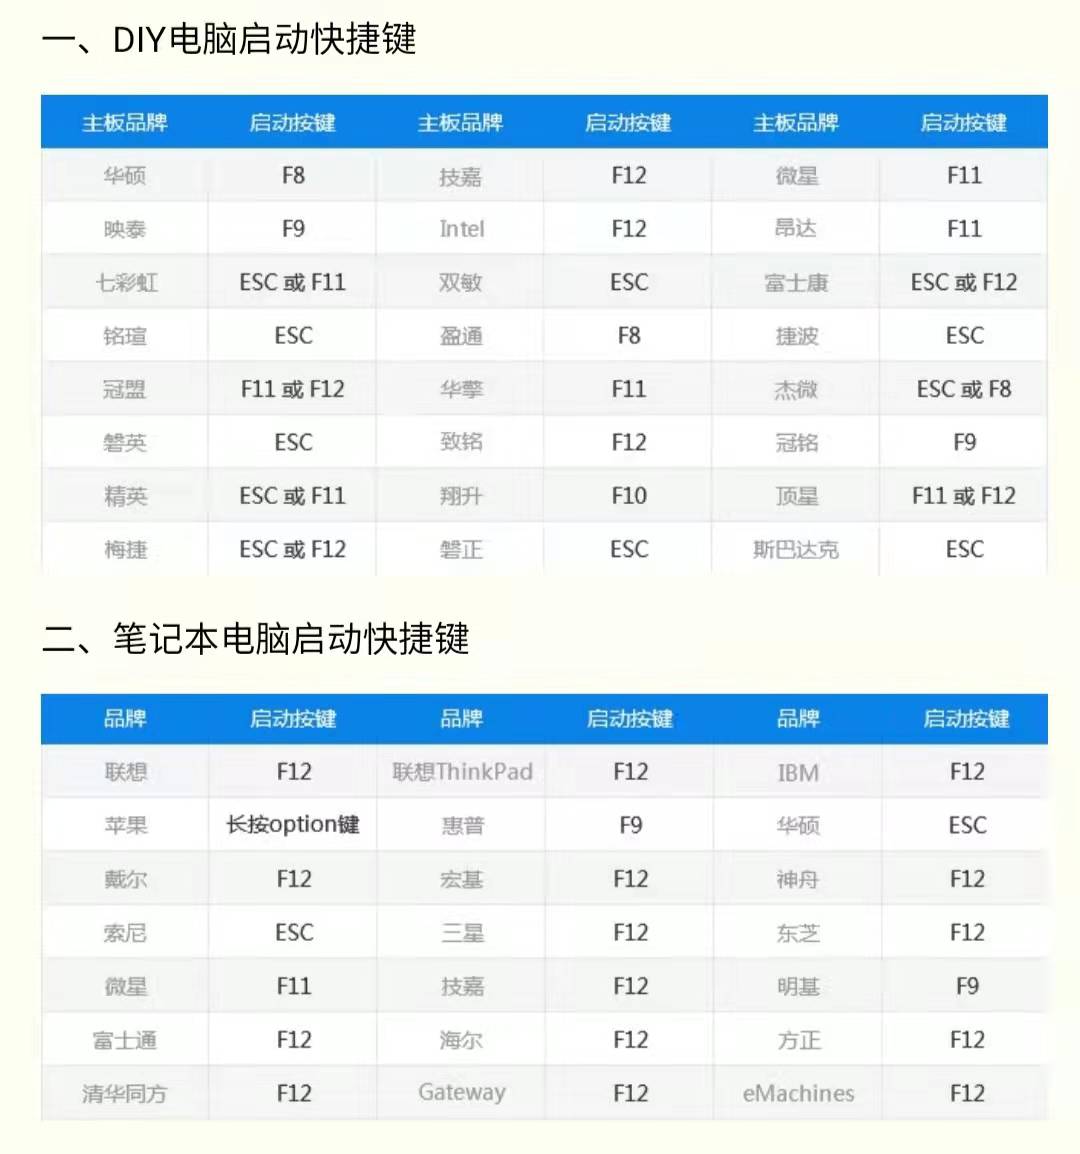 一、DIY电脑启动快捷键
主板品牌 启动按键 主板品牌 启动按键 主板品牌 启动按键
华硕 F8 技嘉 F12 微星 F11
映泰 F9 Intel F12 昂达 F11
七彩虹 ESC 或 F11 双敏 ESC 富士康 ESC 或 F12
铭瑄 ESC 盈通 F8 捷波 ESC
冠盟 F11 或 F12 华擎 F11 杰微 ESC 或 F8
磐英 ESC 致铭 F12 冠铭 F9
精英 ESC 或 F11 翔升 F10 顶星 F11 或 F12
梅捷 ESC 或 F12 磐正 ESC 斯巴达克 ESC
二、笔记本电脑启动快捷键
品牌 启动按键 品牌 启动按键 品牌 启动按键
联想 F12 联想ThinkPad F12 IBM F12
苹果 长按option键 惠普 F9 华硕 ESC
戴尔 F12 宏基 F12 神舟 F12
索尼 ESC 三星 F12 东芝 F12
微星 F11 技嘉 F12 明基 F9
富士通 F12 海尔 F12 方正 F12
清华同方 F12 Gateway F12 eMachines F12